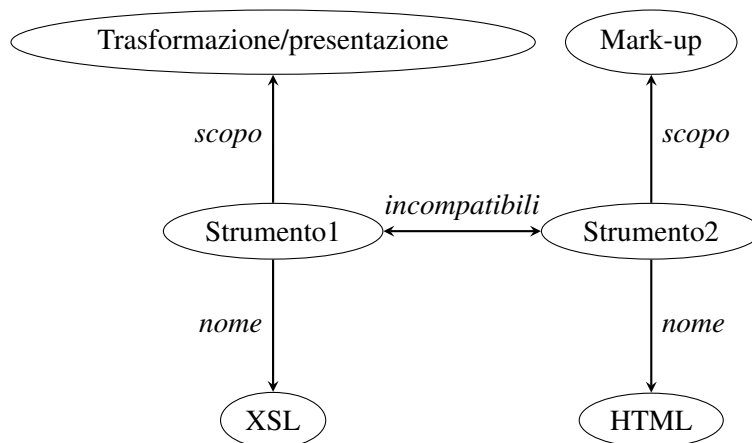 Trasformazione/presentazione
Mark-up
scopo
scopo
incompatibili
Strumento1
Strumento2
nome
nome
XSL
HTML